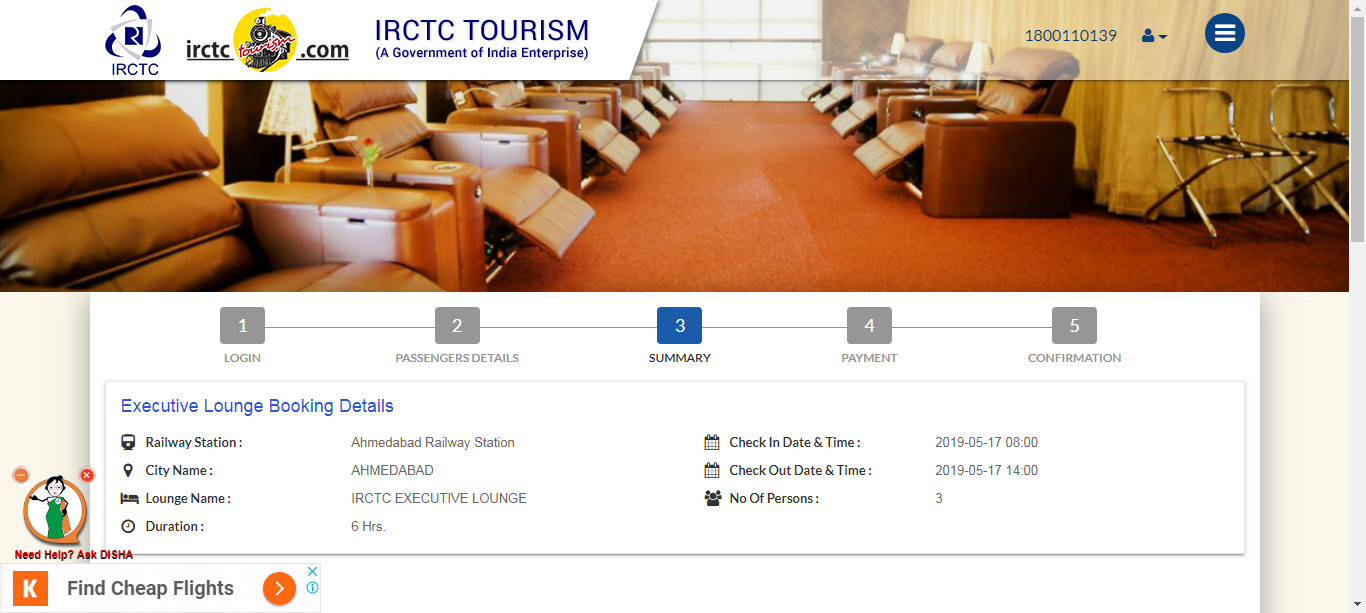 IRCTC
irctc tourism .com
IRCTC TOURISM
(A Government of India Enterprise)
1800110139
1
2
3
4
5
LOGIN
PASSENGERS DETAILS
SUMMARY
PAYMENT
CONFIRMATION
Executive Lounge Booking Details
Railway Station : Ahmedabad Railway Station
Check In Date & Time : 2019-05-17 08:00
City Name : AHMEDABAD
Check Out Date & Time : 2019-05-17 14:00
Lounge Name : IRCTC EXECUTIVE LOUNGE
No Of Persons : 3
Duration : 6 Hrs.
Need Help? Ask DISHA
K Find Cheap Flights